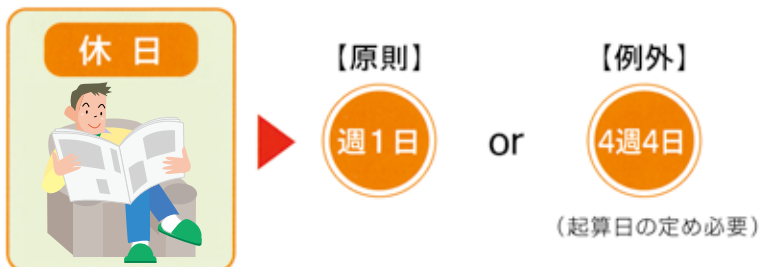 休日
【原則】
週1日
or
【例外】
4週4日
（起算日の定め必要）